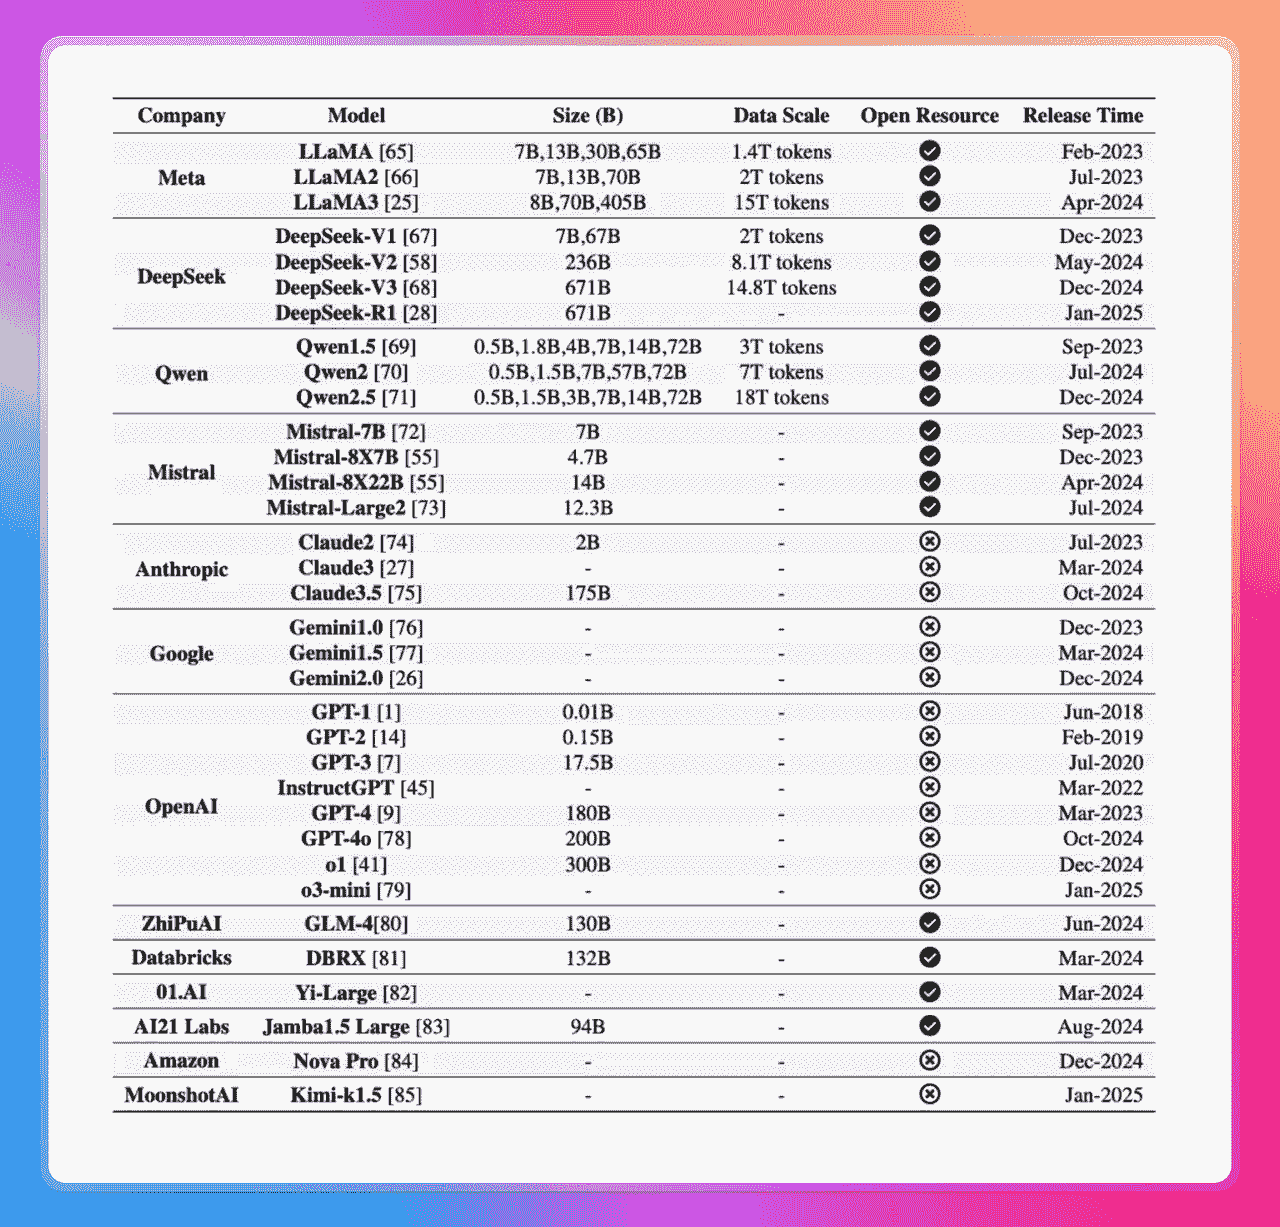 Company Model Size (B) Data Scale Open Resource Release Time
LLaMA [65] 7B,13B,30B,65B 1.4T tokens Feb-2023
Meta LLaMA2 [66] 7B,13B,70B 2T tokens Jul-2023
LLaMA3 [25] 8B,70B,405B 15T tokens Apr-2024
DeepSeek-V1 [67] 7B,67B 2T tokens Dec-2023
DeepSeek-V2 [58] 236B 8.1T tokens May-2024
DeepSeek
DeepSeek-V3 [68] 671B 14.8T tokens Dec-2024
DeepSeek-R1 [28] 671B - Jan-2025
Qwen1.5 [69] 0.5B,1.8B,4B,7B,14B,72B 3T tokens Sep-2023
Qwen Qwen2 [70] 0.5B,1.5B,7B,57B,72B 7T tokens Jul-2024
Qwen2.5 [71] 0.5B,1.5B,3B,7B,14B,72B 18T tokens Dec-2024
Mistral-7B [72] 7B - Sep-2023
Mistral-8X7B [55] 4.7B - Dec-2023
Mistral
Mistral-8X22B [55] 14B - Apr-2024
Mistral-Large2 [73] 12.3B - Jul-2024
Claude2 [74] 2B - Jul-2023
Anthropic Claude3 [27] - - Mar-2024
Claude3.5 [75] 175B - Oct-2024
Gemini1.0 [76] - - Dec-2023
Google Gemini1.5 [77] - - Mar-2024
Gemini2.0 [26] - - Dec-2024
GPT-1 [1] 0.01B - Jun-2018
GPT-2 [14] 0.15B - Feb-2019
GPT-3 [7] 17.5B - Jul-2020
InstructGPT [45] - - Mar-2022
OpenAI
GPT-4 [9] 180B - Mar-2023
GPT-4o [78] 200B - Oct-2024
o1 [41] 300B - Dec-2024
o3-mini [79] - - Jan-2025
ZhiPuAI GLM-4[80] 130B - Jun-2024
Databricks DBRX [81] 132B - Mar-2024
01.AI Yi-Large [82] - - Mar-2024
AI21 Labs Jamba1.5 Large [83] 94B - Aug-2024
Amazon Nova Pro [84] - - Dec-2024
MoonshotAI Kimi-k1.5 [85] - - Jan-2025